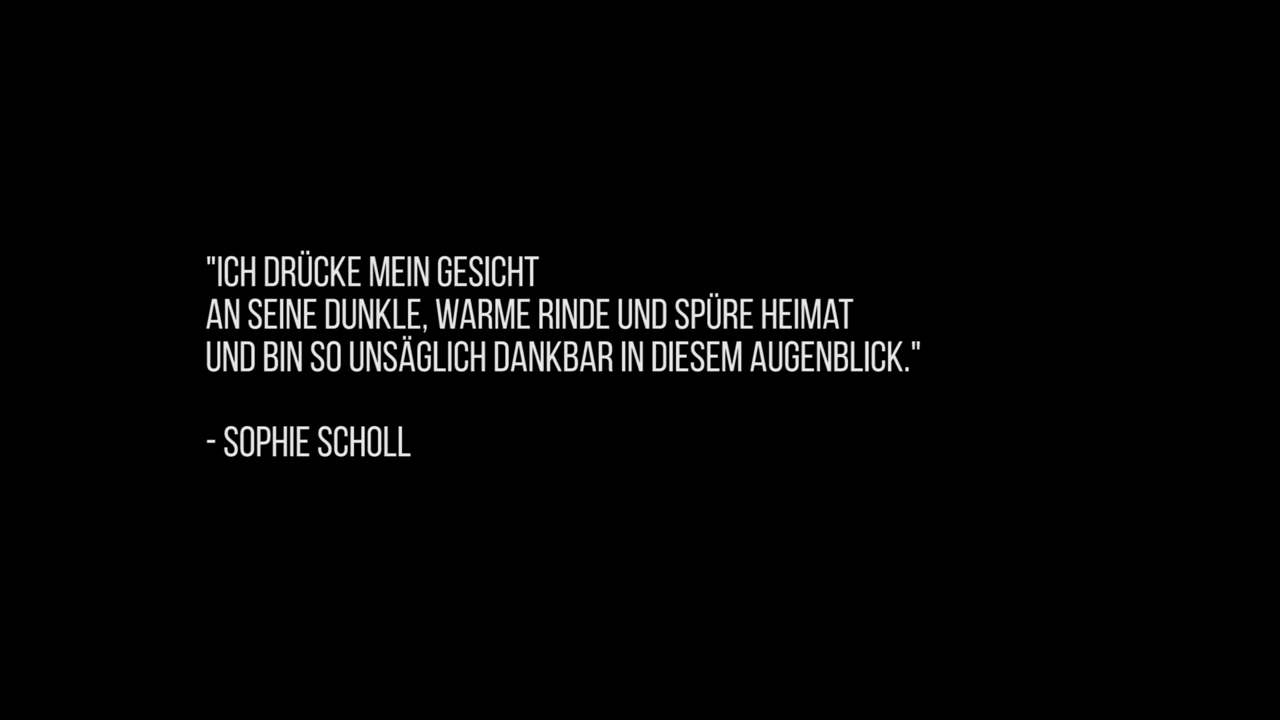 "ICH DRÜCKE MEIN GESICHT
AN SEINE DUNKLE, WARME RINDE UND SPÜRE HEIMAT
UND BIN SO UNSÄGLICH DANKBAR IN DIESEM AUGENBLICK."
- SOPHIE SCHOLL